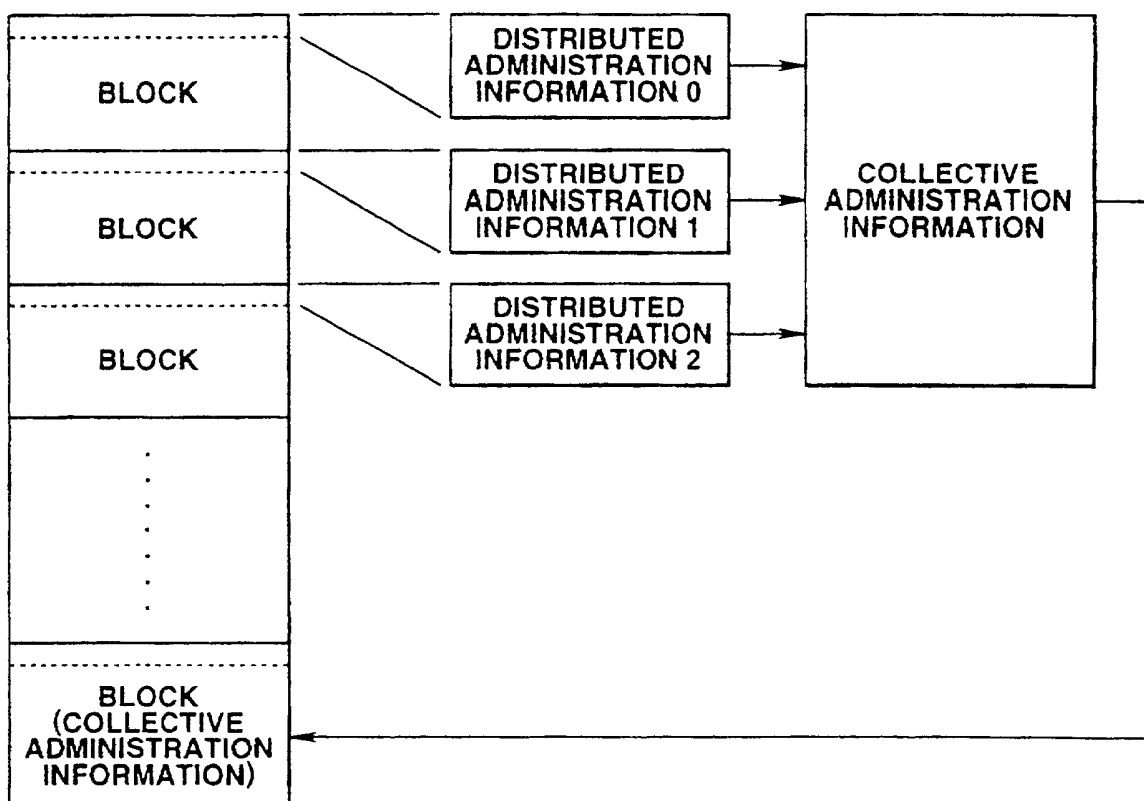 BLOCK
BLOCK
BLOCK
BLOCK
(COLLECTIVE
ADMINISTRATION
INFORMATION)
DISTRIBUTED
ADMINISTRATION
INFORMATION 0
DISTRIBUTED
ADMINISTRATION
INFORMATION 1
DISTRIBUTED
ADMINISTRATION
INFORMATION 2
COLLECTIVE
ADMINISTRATION
INFORMATION